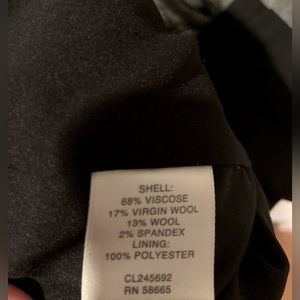 SHELL:
68% VISCOSE
17% VIRGIN WOOL
13% WOOL
2% SPANDEX
LINING:
100% POLYESTER
CL245692
RN 58665